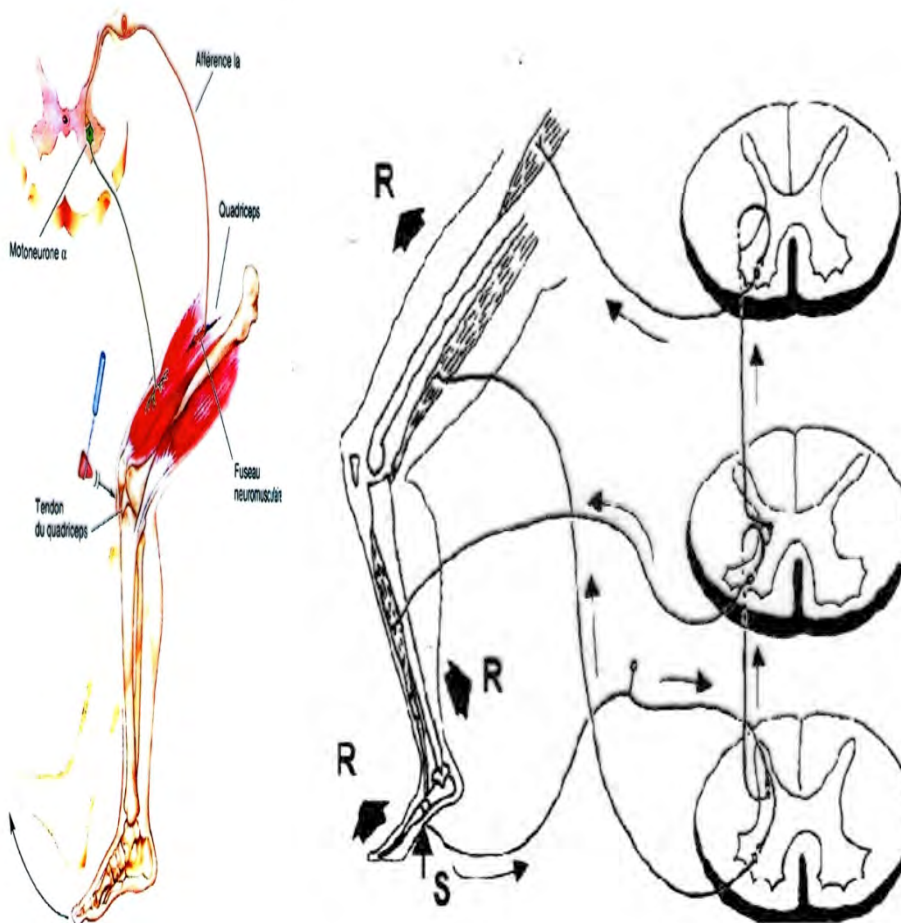 Afférence Ia
Motoneurone α
Quadriceps
Fuseau
neuromusculaire
Tendon
du quadriceps
R
R
R
S